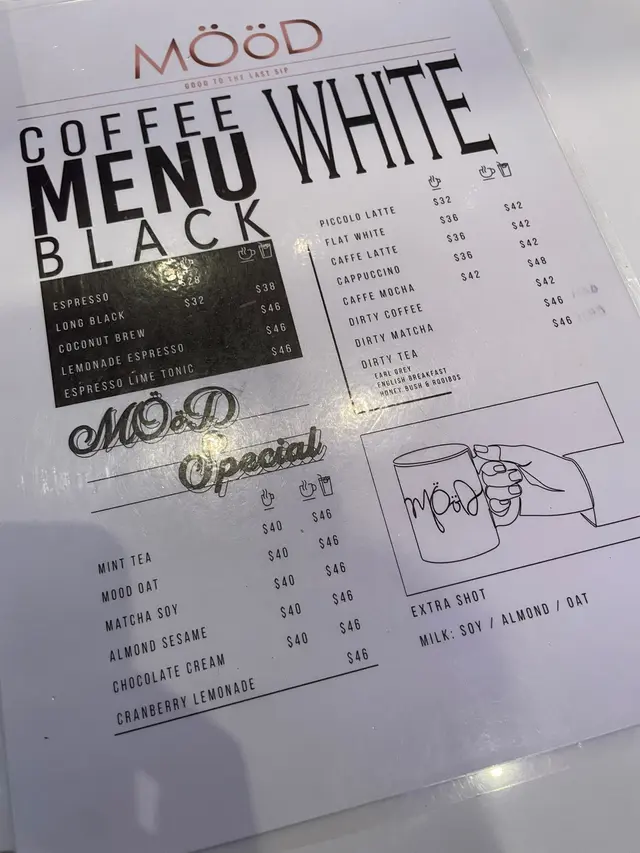 MÖöD
GOOD TO THE LAST SIP
COFFEE
MENU
BLACK
ESPRESSO $28
LONG BLACK $32 $38
COCONUT BREW $46
LEMONADE ESPRESSO $46
ESPRESSO LIME TONIC $46
WHITE
PICCOLO LATTE $32
FLAT WHITE $36 $42
CAFFE LATTE $36 $42
CAPPUCCINO $36 $42
CAFFE MOCHA $42 $48
DIRTY COFFEE $42
DIRTY MATCHA $46
DIRTY TEA $46
EARL GREY
ENGLISH BREAKFAST
HONEY BUSH & ROOIBOS
MÖöD
Special
MINT TEA $40 $46
MOOD OAT $40 $46
MATCHA SOY $40 $46
ALMOND SESAME $40 $46
CHOCOLATE CREAM $40 $46
CRANBERRY LEMONADE $46
MÖöD
EXTRA SHOT
MILK: SOY / ALMOND / OAT